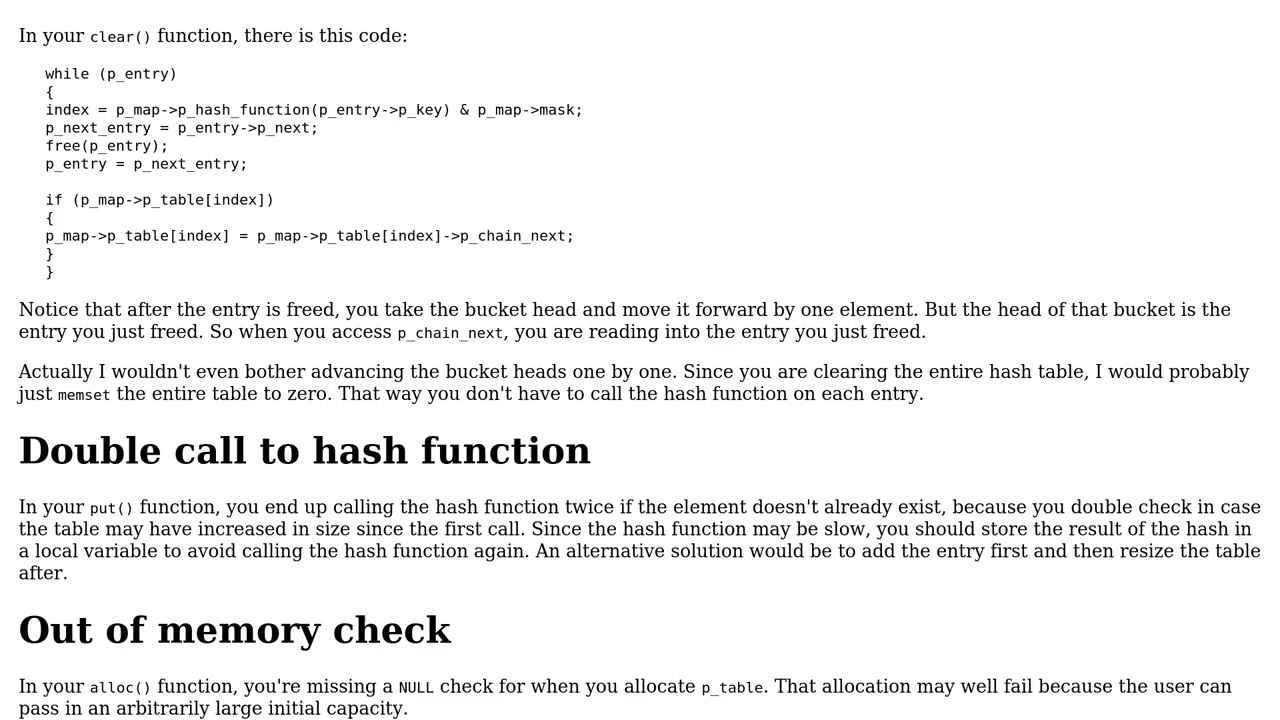 In your clear() function, there is this code:
while (p_entry)
{
index = p_map->p_hash_function(p_entry->p_key) & p_map->mask;
p_next_entry = p_entry->p_next;
free(p_entry);
p_entry = p_next_entry;
if (p_map->p_table[index])
{
p_map->p_table[index] = p_map->p_table[index]->p_chain_next;
}
}
Notice that after the entry is freed, you take the bucket head and move it forward by one element. But the head of that bucket is the
entry you just freed. So when you access p_chain_next, you are reading into the entry you just freed.
Actually I wouldn't even bother advancing the bucket heads one by one. Since you are clearing the entire hash table, I would probably
just memset the entire table to zero. That way you don't have to call the hash function on each entry.
Double call to hash function
In your put() function, you end up calling the hash function twice if the element doesn't already exist, because you double check in case
the table may have increased in size since the first call. Since the hash function may be slow, you should store the result of the hash in
a local variable to avoid calling the hash function again. An alternative solution would be to add the entry first and then resize the table
after.
Out of memory check
In your alloc() function, you're missing a NULL check for when you allocate p_table. That allocation may well fail because the user can
pass in an arbitrarily large initial capacity.